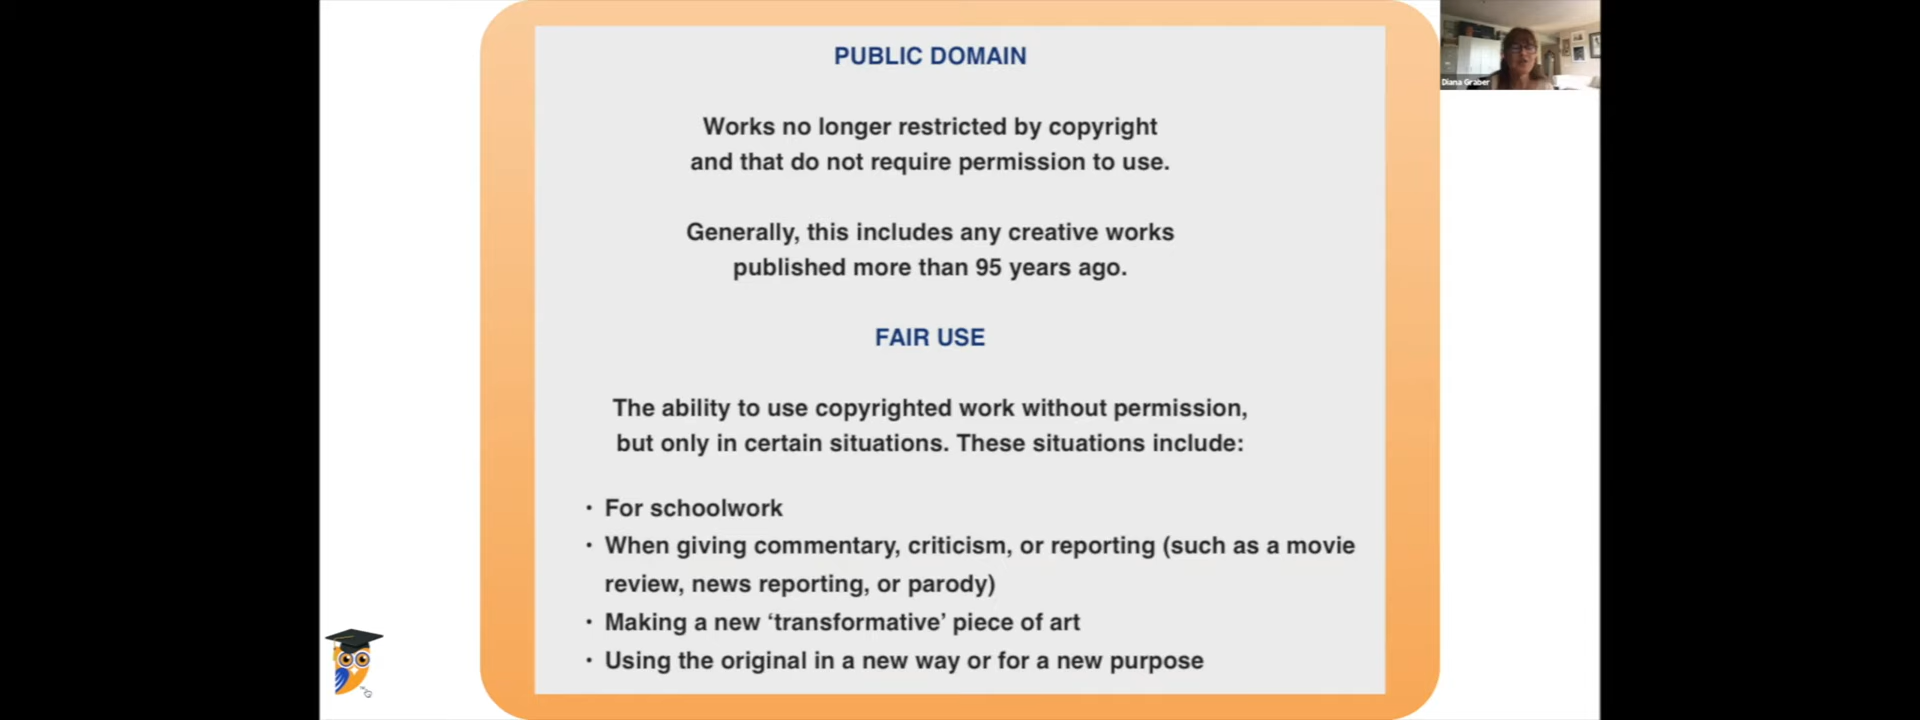 PUBLIC DOMAIN
Works no longer restricted by copyright
and that do not require permission to use.
Generally, this includes any creative works
published more than 95 years ago.
FAIR USE
The ability to use copyrighted work without permission,
but only in certain situations. These situations include:
· For schoolwork
· When giving commentary, criticism, or reporting (such as a movie
review, news reporting, or parody)
· Making a new ‘transformative’ piece of art
· Using the original in a new way or for a new purpose
Diana Graber